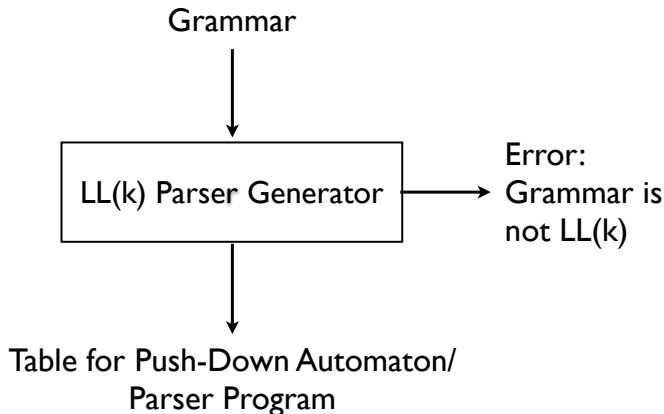 Grammar
LL(k) Parser Generator
Error:
Grammar is
not LL(k)
Table for Push-Down Automaton/
Parser Program